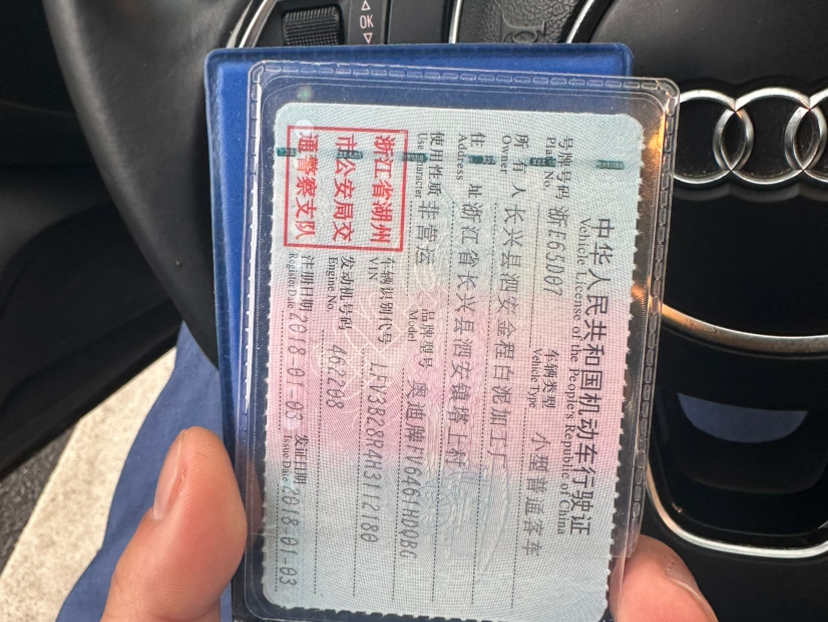 中华人民共和国机动车行驶证
Vehicle License of the People's Republic of China
号牌号码 浙E65D07 车辆类型 小型普通客车
Plate No. Vehicle Type
所有人 长兴县泗安金程白泥加工厂
Owner
住址 浙江省长兴县泗安镇塔上村
Address
使用性质 非营运 品牌型号 奥迪牌FV6461HDQBG
Use Character Model
浙江省湖州
市公安局交
通警察支队
车辆识别代号 LFV3B28R4H3112180
VIN
发动机号码 462208
Engine No.
注册日期 2018-01-03 发证日期 2018-01-03
Register Date Issue Date
OK